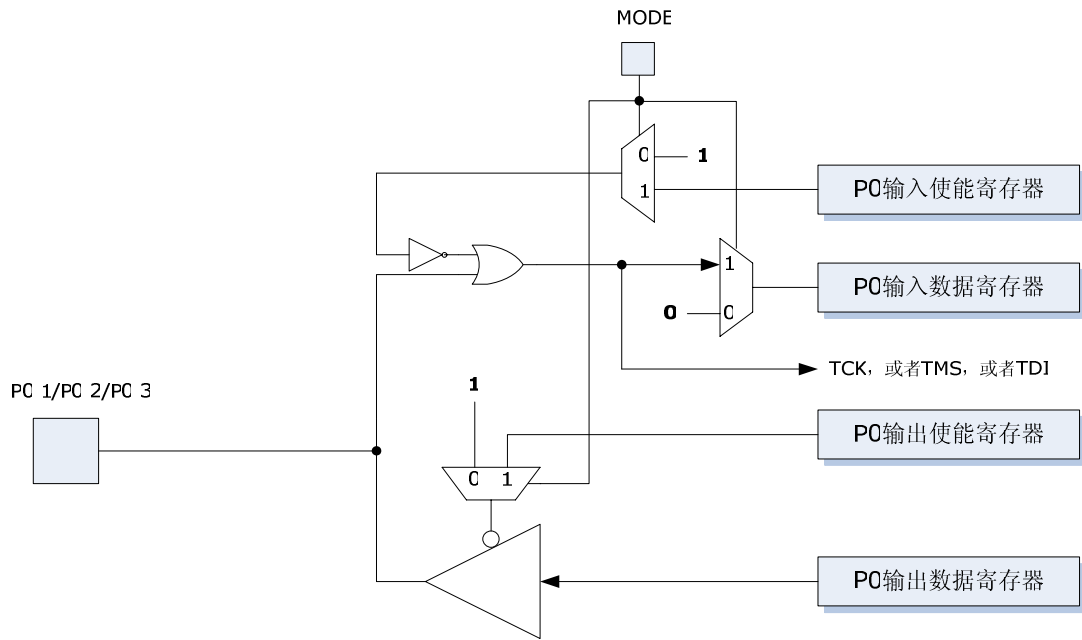 MODE
0
1
1
P0输入使能寄存器
1
P0输入数据寄存器
0
0
TCK，或者TMS，或者TDI
P0 1/P0 2/P0 3
1
P0输出使能寄存器
0 1
P0输出数据寄存器